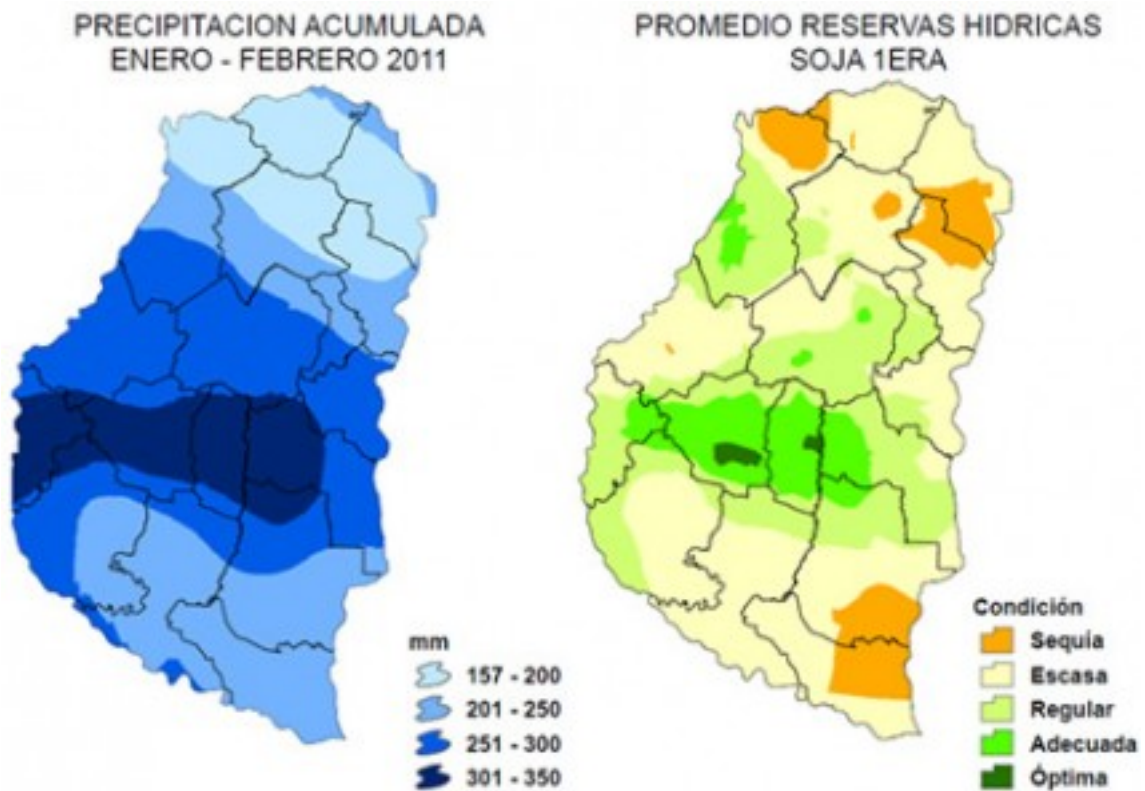 PRECIPITACION ACUMULADA
ENERO - FEBRERO 2011
PROMEDIO RESERVAS HIDRICAS
SOJA 1ERA
mm
157 - 200
201 - 250
251 - 300
301 - 350
Condición
Sequía
Escasa
Regular
Adecuada
Óptima